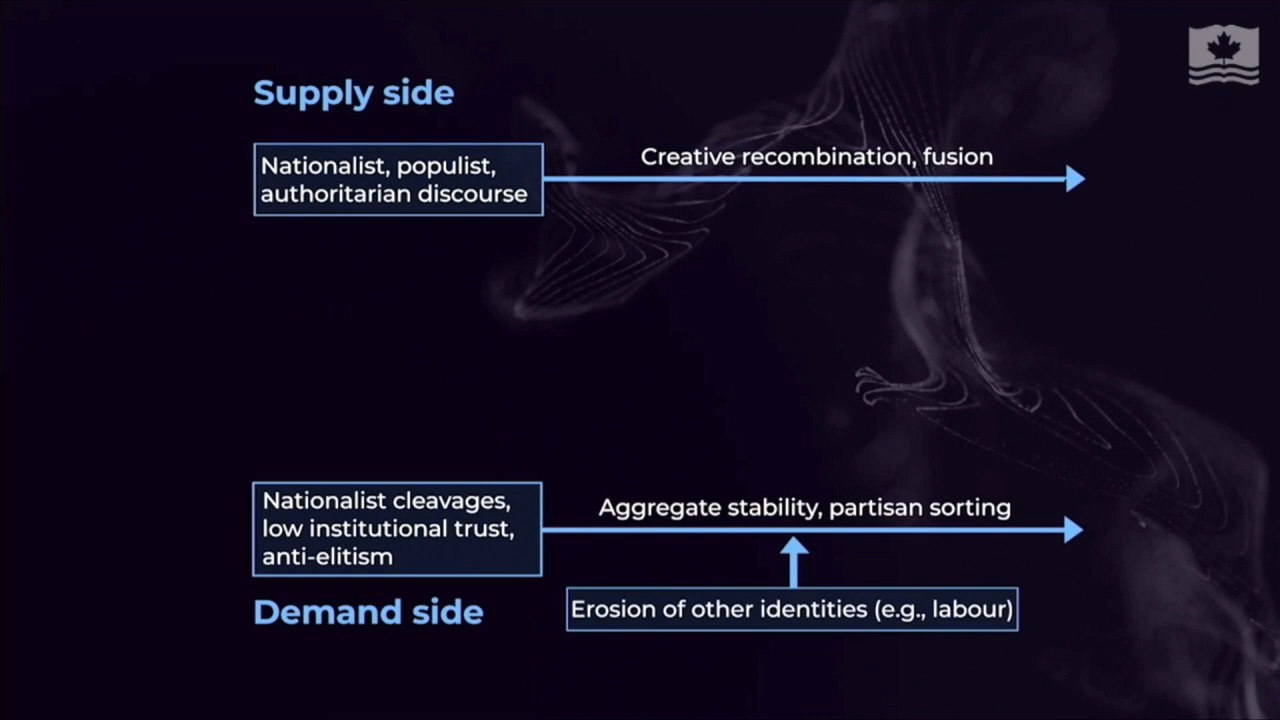 Supply side
Nationalist, populist,
authoritarian discourse
Creative recombination, fusion
Nationalist cleavages,
low institutional trust,
anti-elitism
Aggregate stability, partisan sorting
Demand side
Erosion of other identities (e.g., labour)